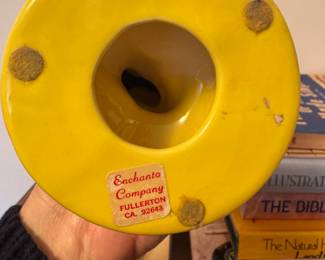 Enchanto
Company
FULLERTON
CA. 92643
ILLUSTRAT
THE BIBL
The Natural H